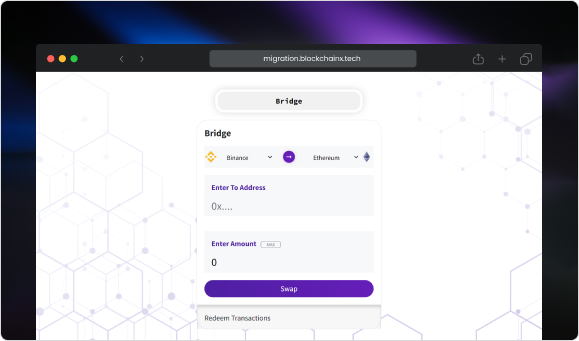 migration.blockchainx.tech
Bridge
Bridge
Binance
Ethereum
Enter To Address
0x....
Enter Amount
MAX
0
Swap
Redeem Transactions